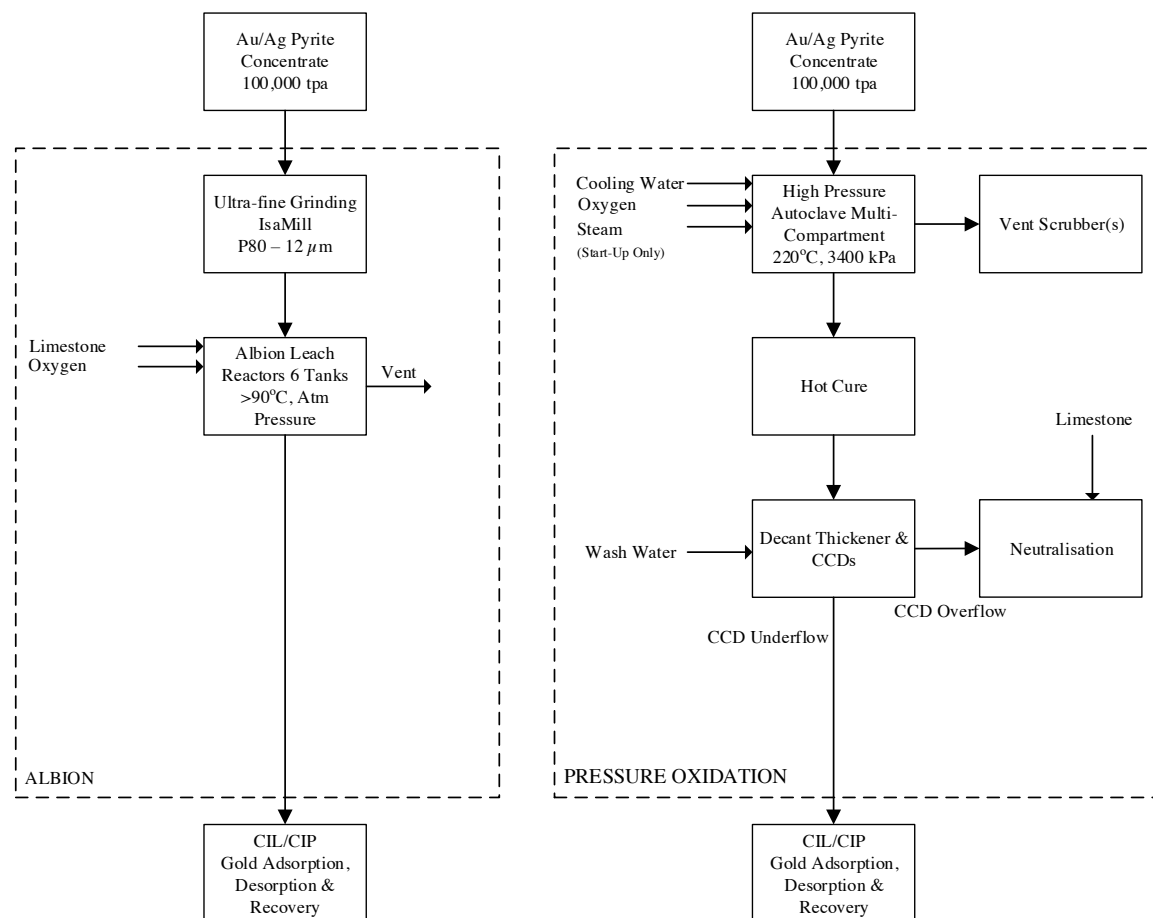 Au/Ag Pyrite
Concentrate
100,000 tpa
Ultra-fine Grinding
IsaMill
P80 – 12 µm
Limestone
Oxygen
Albion Leach
Reactors 6 Tanks
>90°C, Atm
Pressure
Vent
ALBION
CIL/CIP
Gold Adsorption,
Desorption &
Recovery
Au/Ag Pyrite
Concentrate
100,000 tpa
Cooling Water
Oxygen
Steam
(Start-Up Only)
High Pressure
Autoclave Multi-
Compartment
220°C, 3400 kPa
Vent Scrubber(s)
Hot Cure
Limestone
Wash Water
Decant Thickener &
CCDs
Neutralisation
CCD Overflow
CCD Underflow
PRESSURE OXIDATION
CIL/CIP
Gold Adsorption,
Desorption &
Recovery